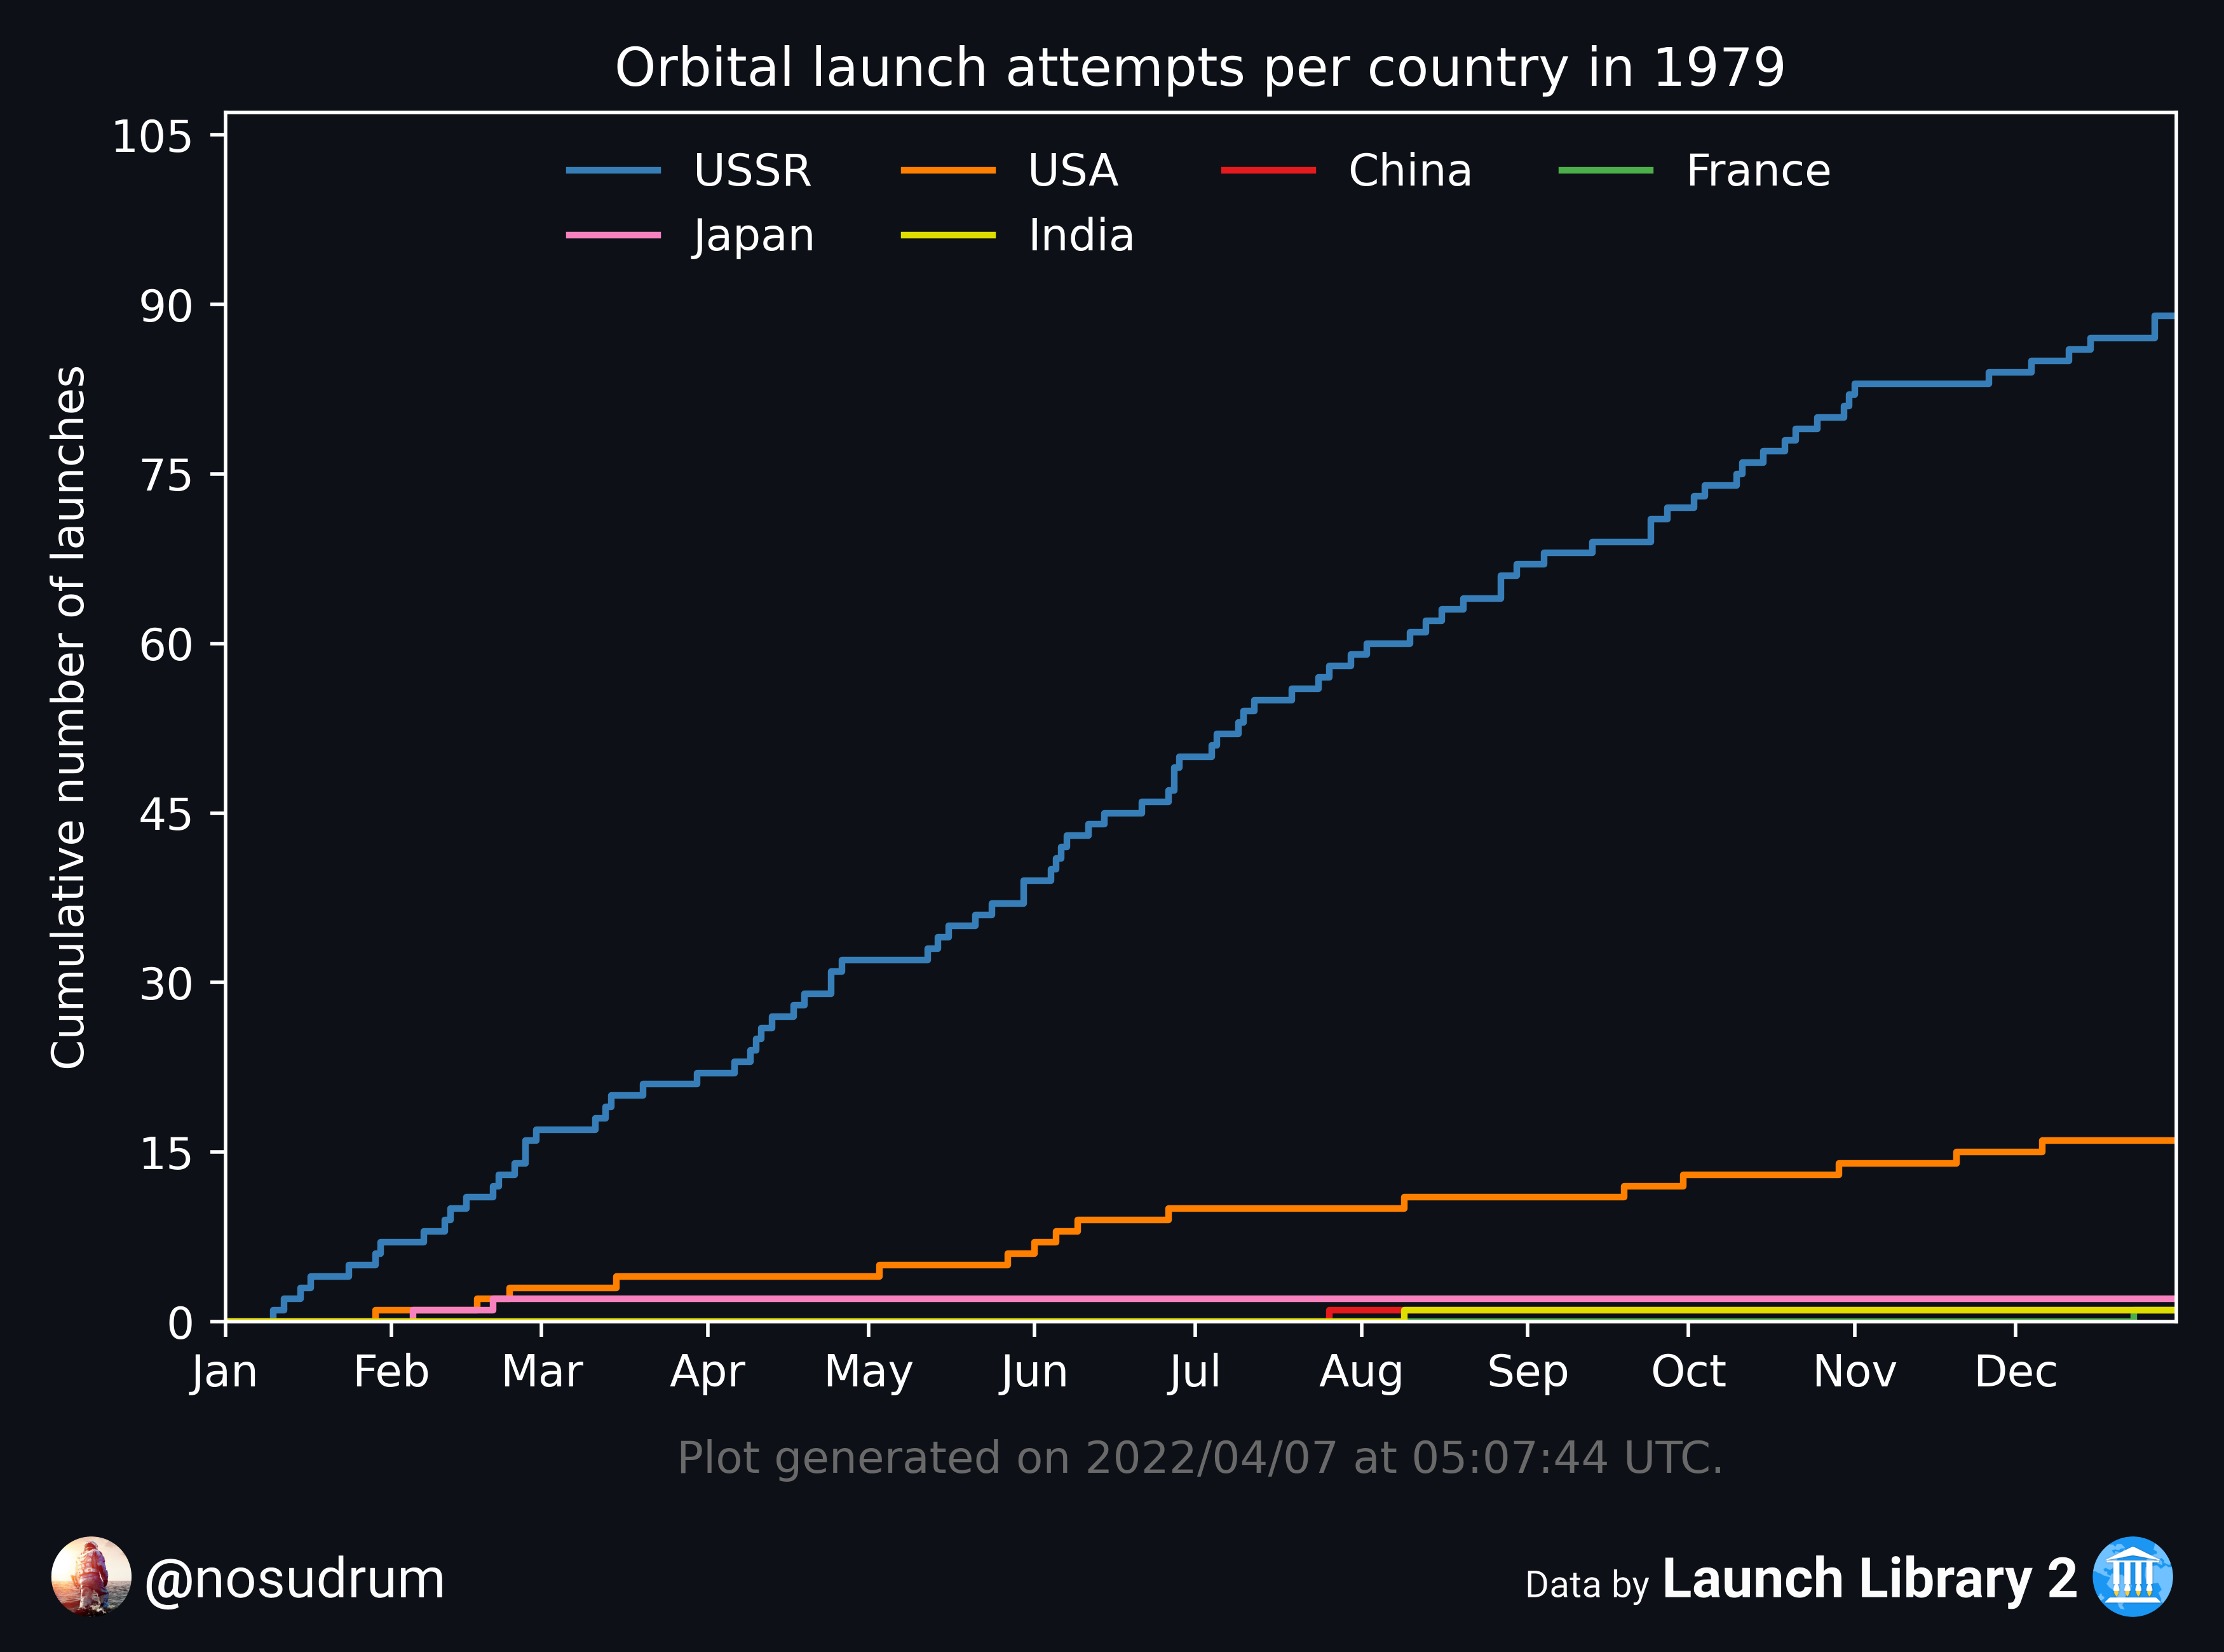 Orbital launch attempts per country in 1979
USSR USA China France
Japan India
105
90
75
60
45
30
15
0
Cumulative number of launches
Jan Feb Mar Apr May Jun Jul Aug Sep Oct Nov Dec
Plot generated on 2022/04/07 at 05:07:44 UTC.
@nosudrum
Data by Launch Library 2